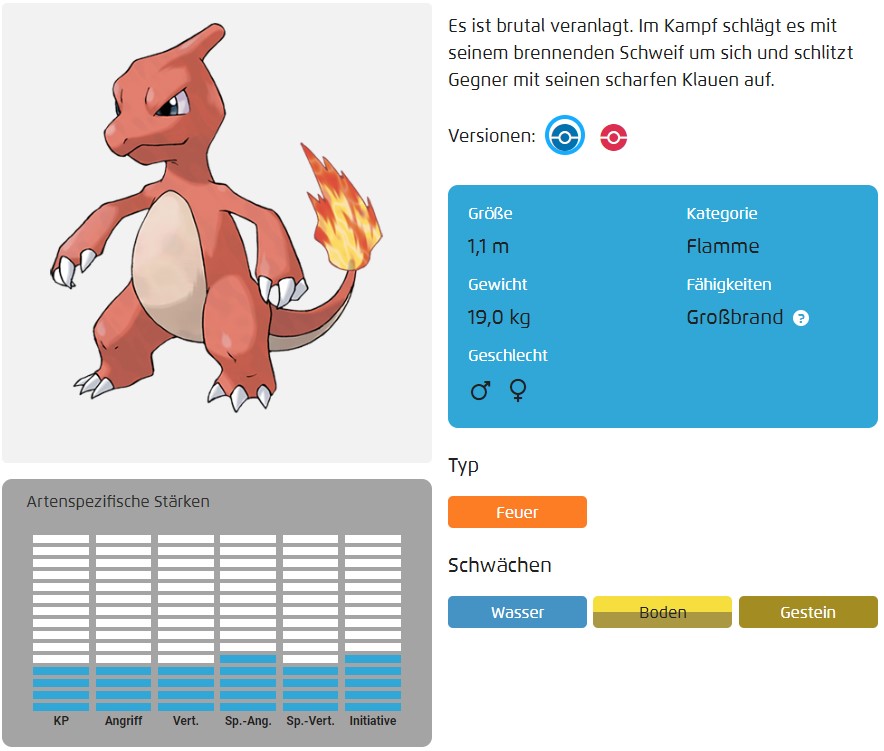 Es ist brutal veranlagt. Im Kampf schlägt es mit
seinem brennenden Schweif um sich und schlitzt
Gegner mit seinen scharfen Klauen auf.
Versionen:
Größe
1,1 m
Gewicht
19,0 kg
Geschlecht
♂ ♀
Kategorie
Flamme
Fähigkeiten
Großbrand ?
Typ
Feuer
Schwächen
Wasser Boden Gestein
Artenspezifische Stärken
KP Angriff Vert. Sp.-Ang. Sp.-Vert. Initiative